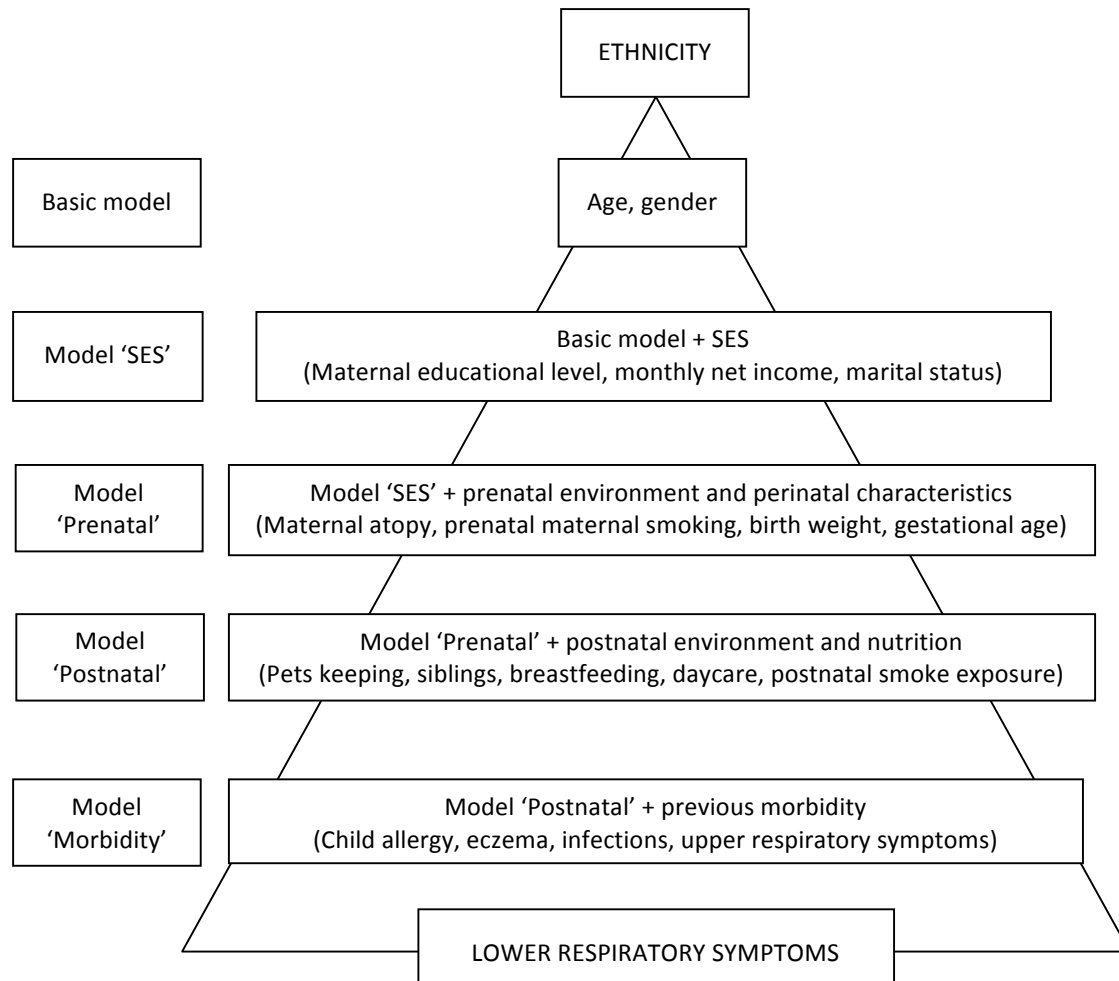 ETHNICITY
Basic model
Age, gender
Model ‘SES’
Basic model + SES
(Maternal educational level, monthly net income, marital status)
Model
‘Prenatal’
Model ‘SES’ + prenatal environment and perinatal characteristics
(Maternal atopy, prenatal maternal smoking, birth weight, gestational age)
Model
‘Postnatal’
Model ‘Prenatal’ + postnatal environment and nutrition
(Pets keeping, siblings, breastfeeding, daycare, postnatal smoke exposure)
Model
‘Morbidity’
Model ‘Postnatal’ + previous morbidity
(Child allergy, eczema, infections, upper respiratory symptoms)
LOWER RESPIRATORY SYMPTOMS